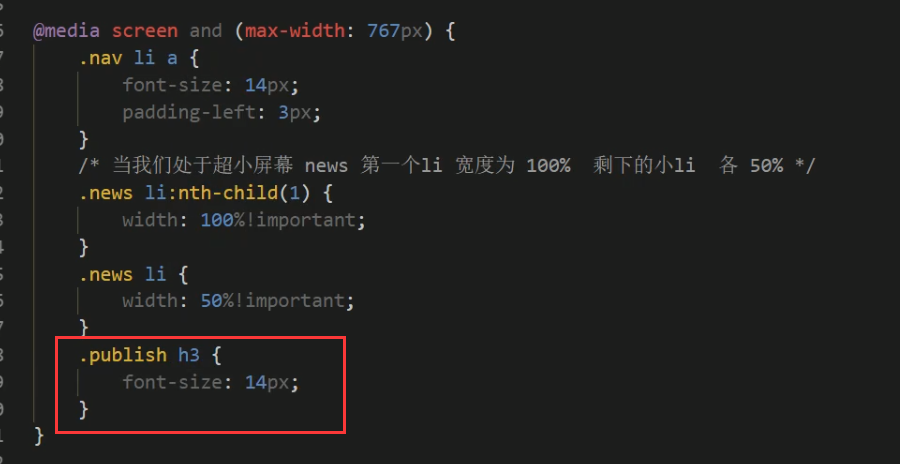 @media screen and (max-width: 767px) {
.nav li a {
font-size: 14px;
padding-left: 3px;
}
/* 当我们处于超小屏幕 news 第一个li 宽度为 100% 剩下的小li 各 50% */
.news li:nth-child(1) {
width: 100%!important;
}
.news li {
width: 50%!important;
}
.publish h3 {
font-size: 14px;
}
}